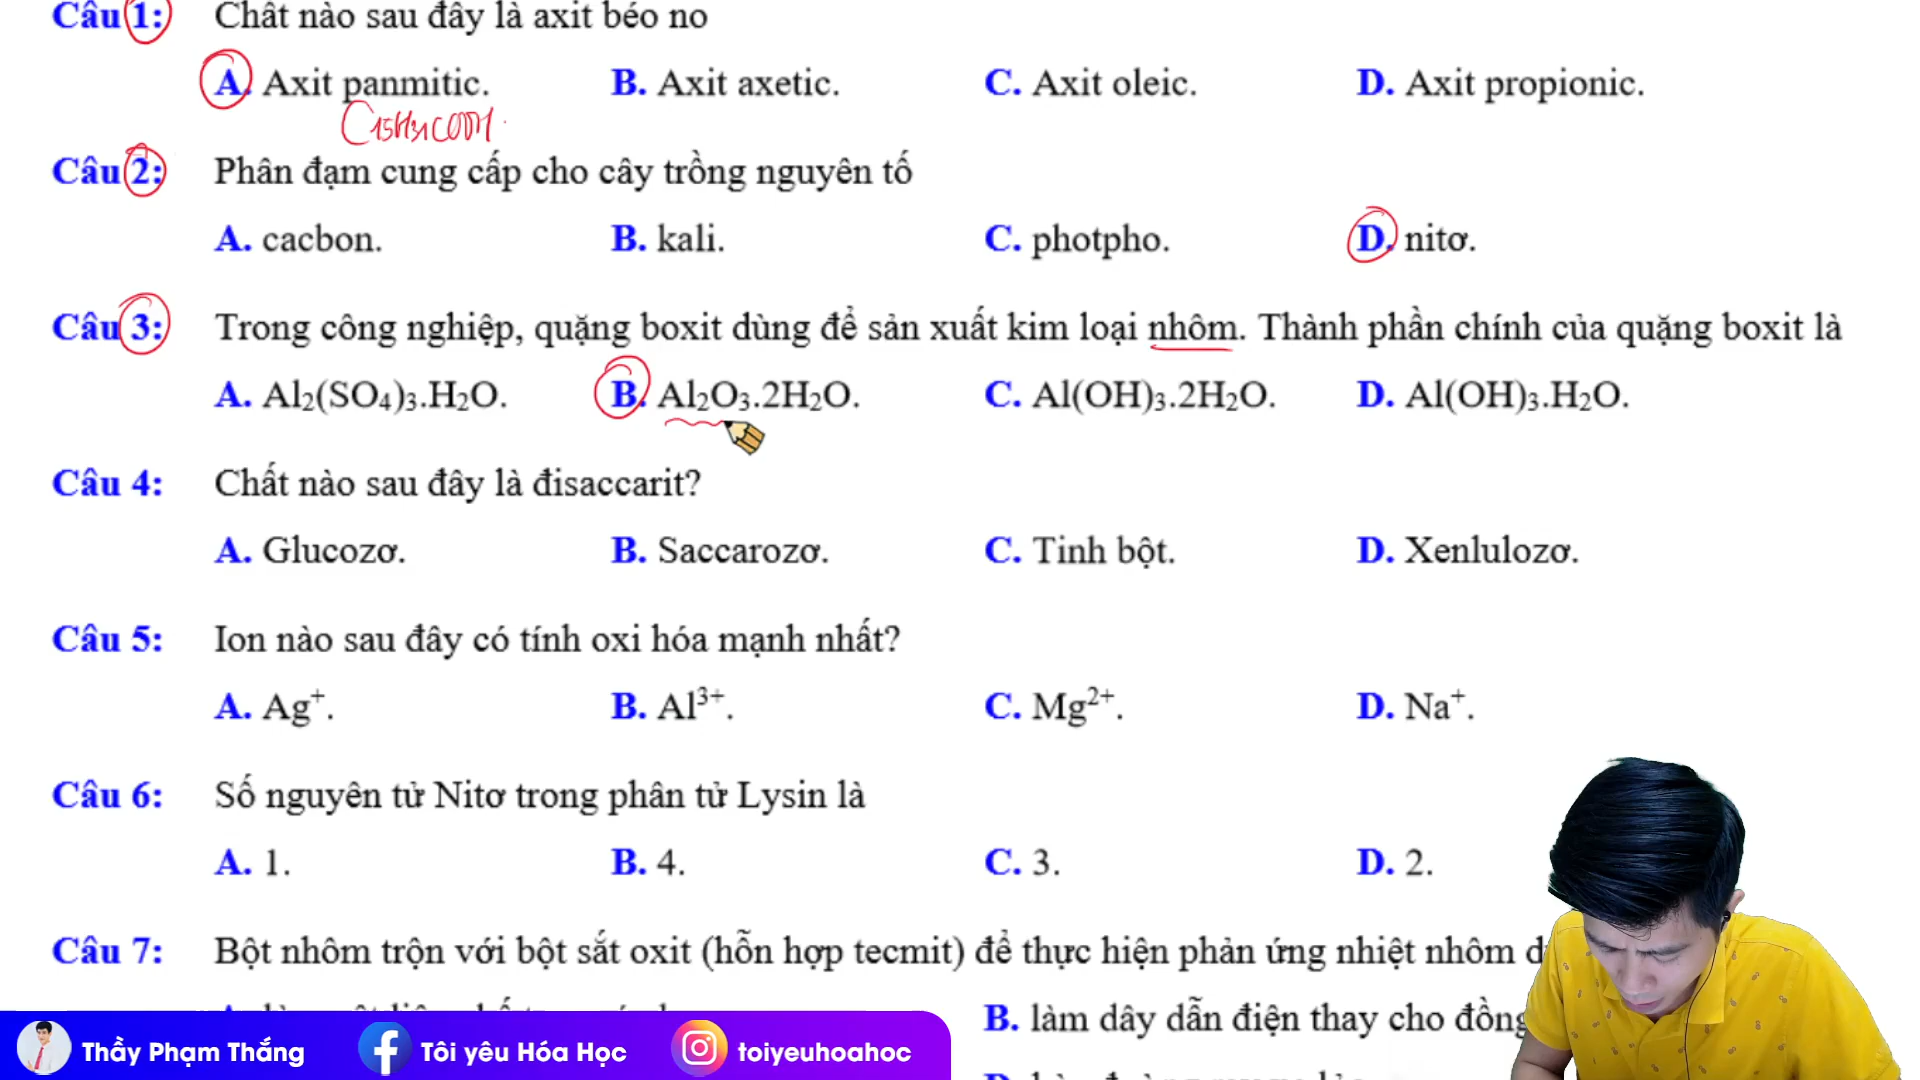 Câu 1: Chất nào sau đây là axit béo no
A. Axit panmitic. B. Axit axetic. C. Axit oleic. D. Axit propionic.
C15H31COOH
Câu 2: Phân đạm cung cấp cho cây trồng nguyên tố
A. cacbon. B. kali. C. photpho. D. nitơ.
Câu 3: Trong công nghiệp, quặng boxit dùng để sản xuất kim loại nhôm. Thành phần chính của quặng boxit là
A. Al₂(SO₄)₃.H₂O. B. Al₂O₃.2H₂O. C. Al(OH)₃.2H₂O. D. Al(OH)₃.H₂O.
Câu 4: Chất nào sau đây là đisaccarit?
A. Glucozơ. B. Saccarozơ. C. Tinh bột. D. Xenlulozơ.
Câu 5: Ion nào sau đây có tính oxi hóa mạnh nhất?
A. Ag⁺. B. Al³⁺. C. Mg²⁺. D. Na⁺.
Câu 6: Số nguyên tử Nitơ trong phân tử Lysin là
A. 1. B. 4. C. 3. D. 2.
Câu 7: Bột nhôm trộn với bột sắt oxit (hỗn hợp tecmit) để thực hiện phản ứng nhiệt nhôm
B. làm dây dẫn điện thay cho đồng
Thầy Phạm Thắng Tôi yêu Hóa Học toiyeuhoahoc